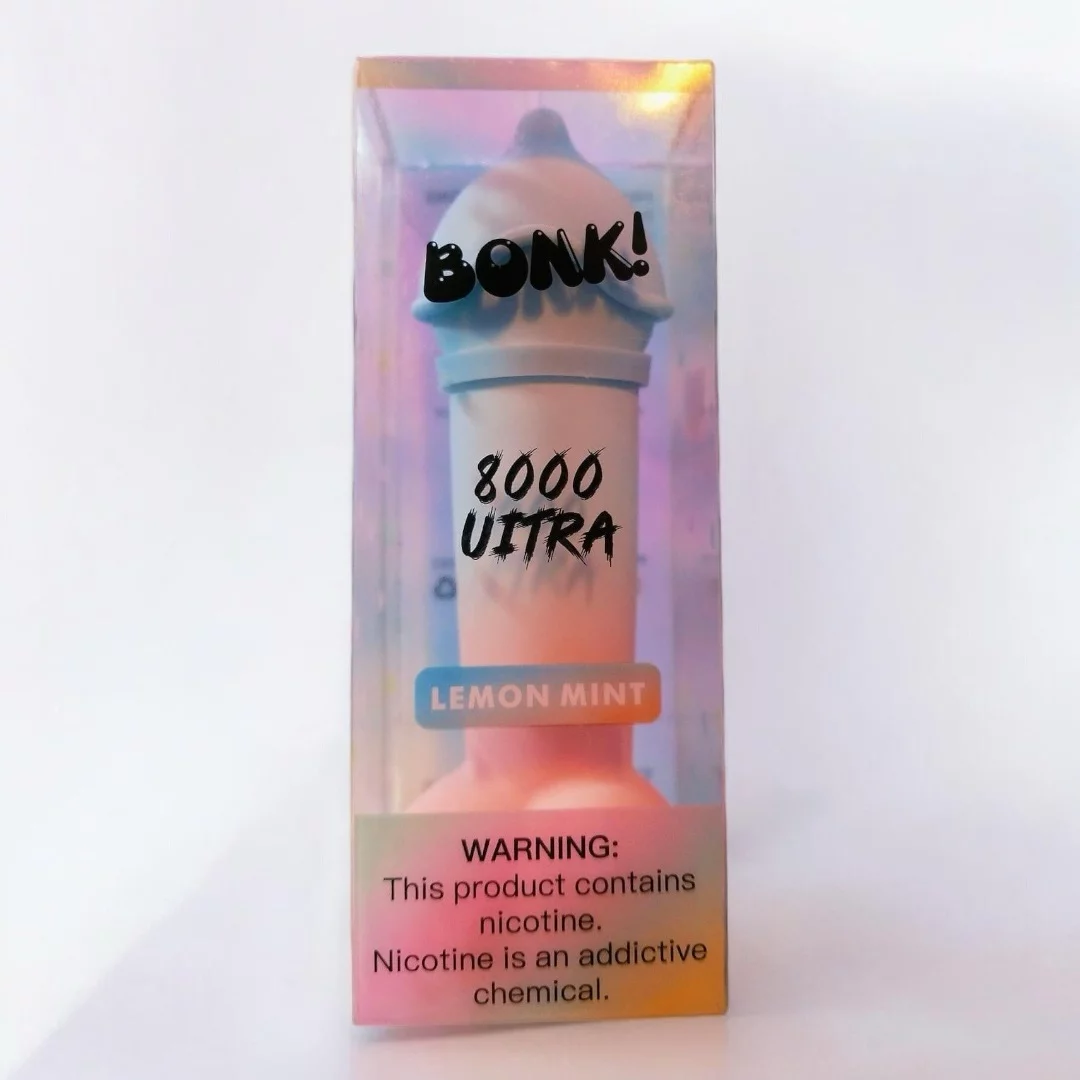 BONK!
8000
UITRA
LEMON MINT
WARNING:
This product contains
nicotine.
Nicotine is an addictive
chemical.